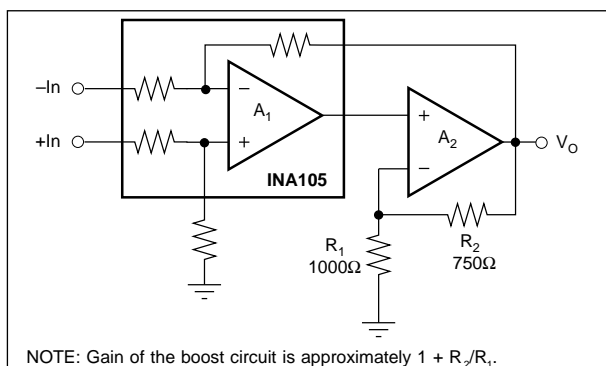 –In
+In
A₁
–
+
INA105
A₂
+
–
V₀
R₁
1000Ω
R₂
750Ω
NOTE: Gain of the boost circuit is approximately 1 + R₂/R₁.